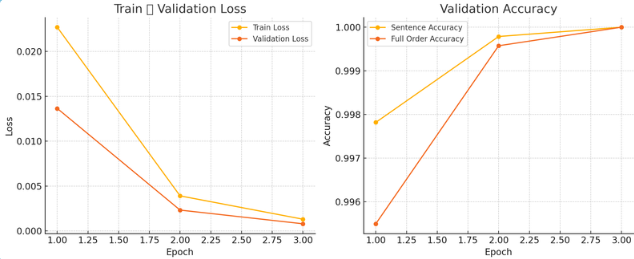 Train ▯ Validation Loss
Train Loss
Validation Loss
0.020
0.015
0.010
0.005
0.000
Loss
1.00 1.25 1.50 1.75 2.00 2.25 2.50 2.75 3.00
Epoch
Validation Accuracy
Sentence Accuracy
Full Order Accuracy
1.000
0.999
0.998
0.997
0.996
Accuracy
1.00 1.25 1.50 1.75 2.00 2.25 2.50 2.75 3.00
Epoch